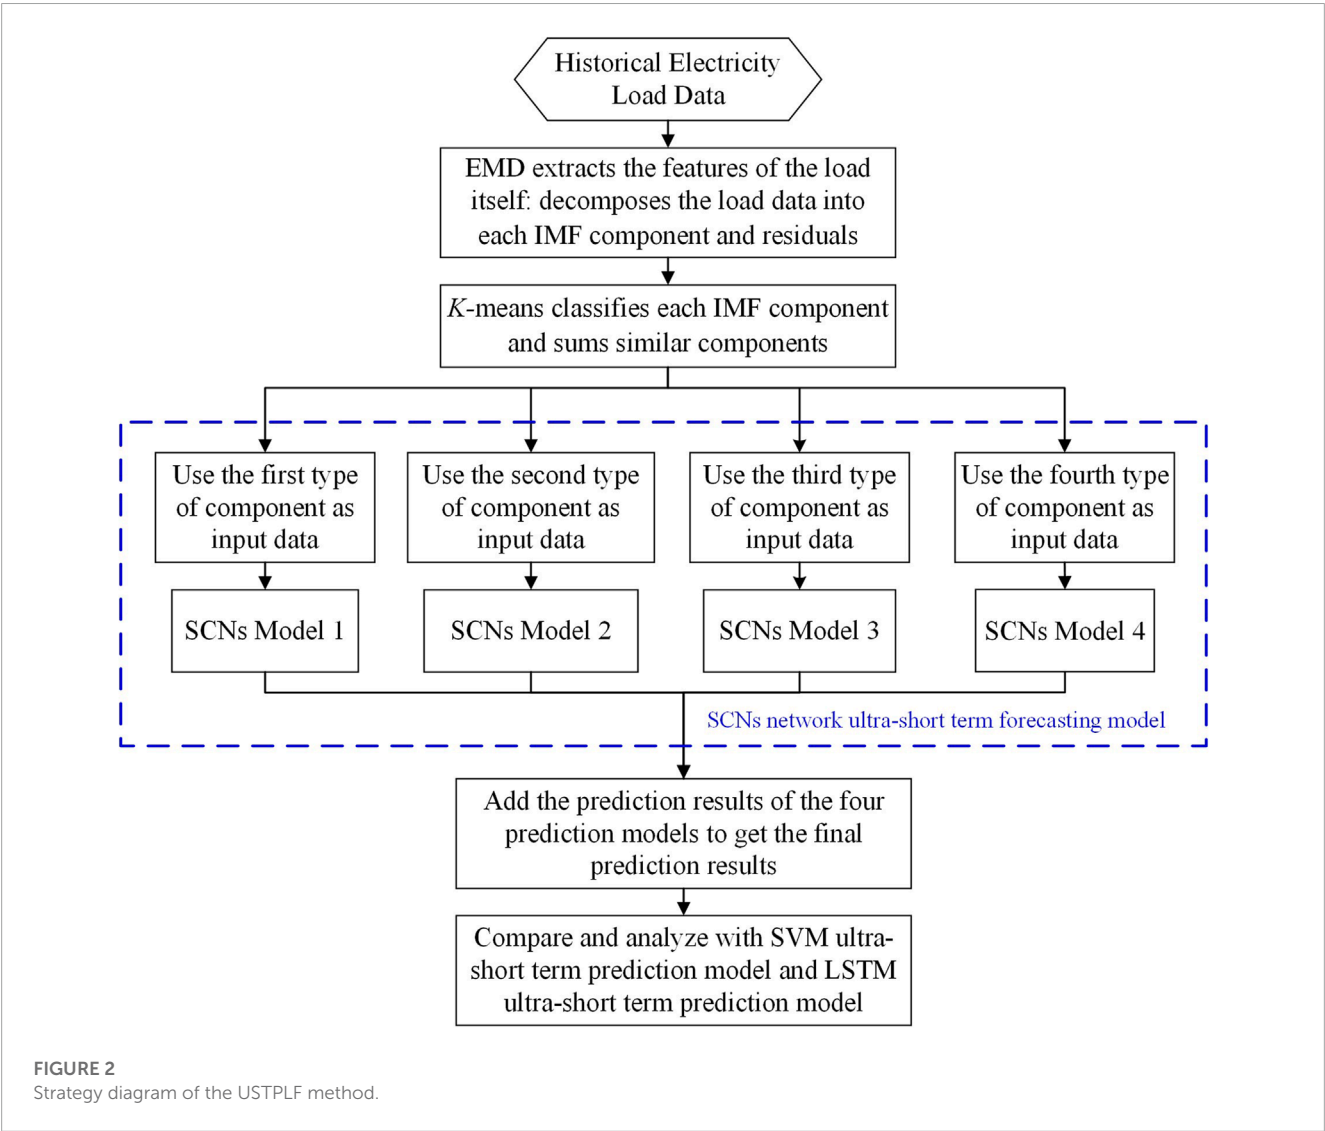 Historical Electricity
Load Data
EMD extracts the features of the load
itself: decomposes the load data into
each IMF component and residuals
K-means classifies each IMF component
and sums similar components
Use the first type
of component as
input data
Use the second type
of component as
input data
Use the third type
of component as
input data
Use the fourth type
of component as
input data
SCNs Model 1
SCNs Model 2
SCNs Model 3
SCNs Model 4
SCNs network ultra-short term forecasting model
Add the prediction results of the four
prediction models to get the final
prediction results
Compare and analyze with SVM ultra-
short term prediction model and LSTM
ultra-short term prediction model
FIGURE 2
Strategy diagram of the USTPLF method.